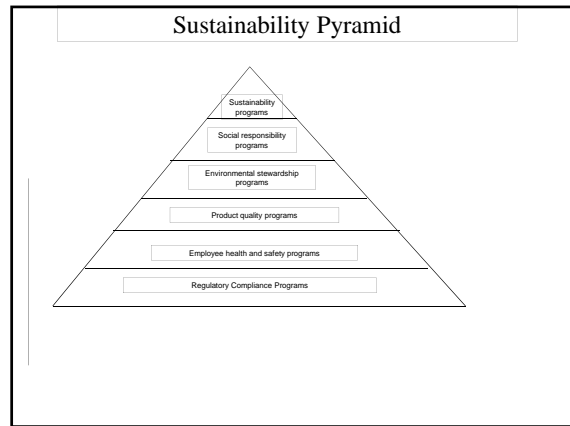 Sustainability Pyramid
Sustainability
programs
Social responsibility
programs
Environmental stewardship
programs
Product quality programs
Employee health and safety programs
Regulatory Compliance Programs